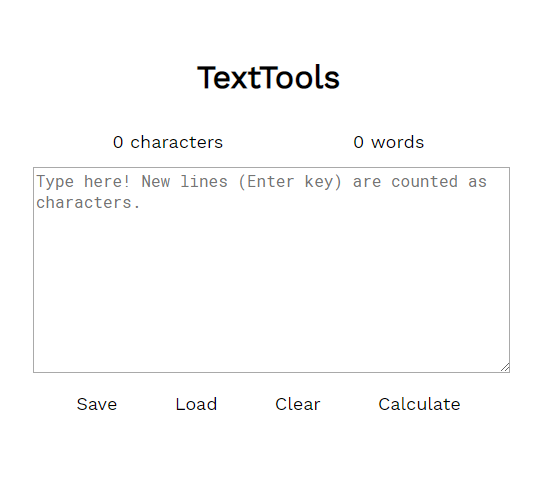 TextTools
0 characters 0 words
Type here! New lines (Enter key) are counted as
characters.
Save Load Clear Calculate